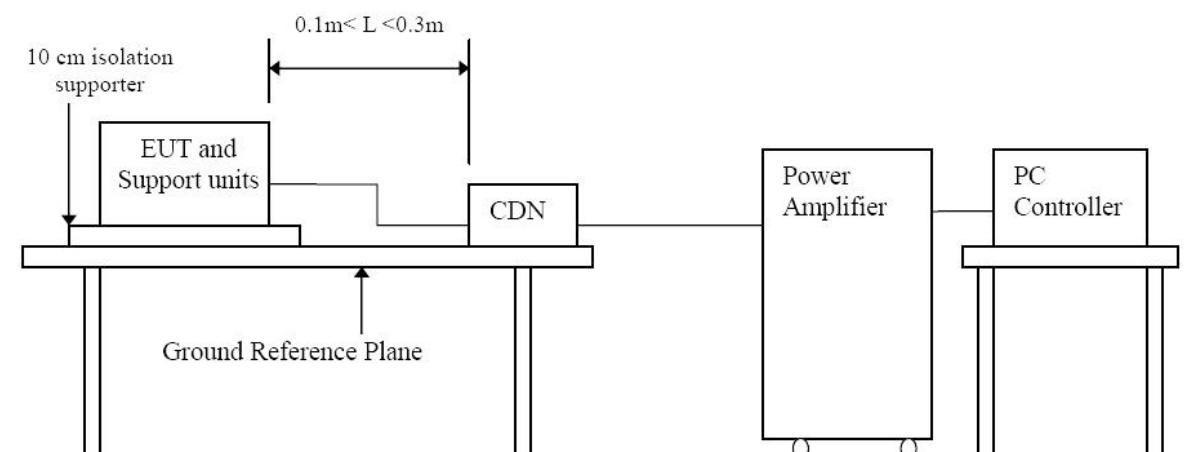 0.1m< L <0.3m
10 cm isolation
supporter
EUT and
Support units
CDN
Power
Amplifier
PC
Controller
Ground Reference Plane